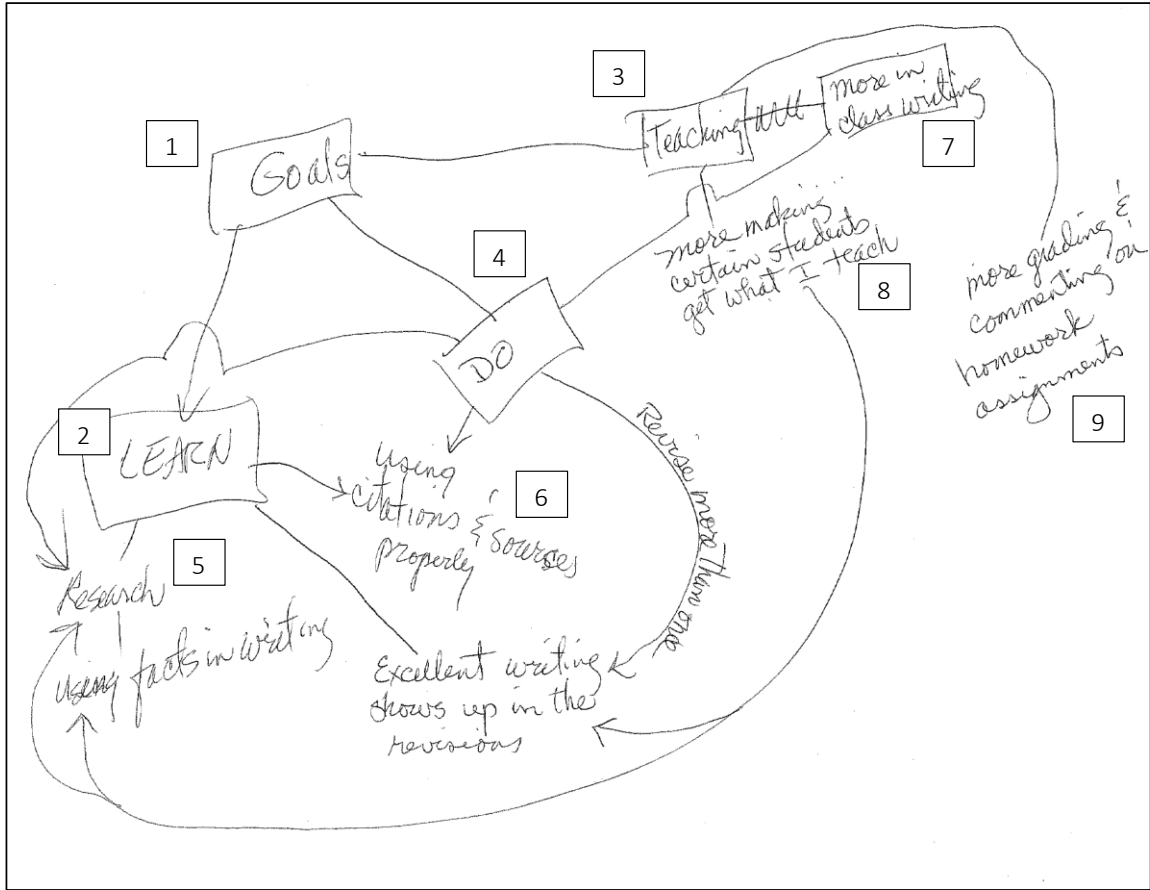 1
Goals
3
Teaching
more in
class writing
7
4
DO
more making...
certain students
get what I teach
8
more grading &
commenting on
homework
assignments
9
2
LEARN
using
citations
& sources
properly
6
Revise more than once
5
Research
using facts in writing
Excellent writing
shows up in the
revisions